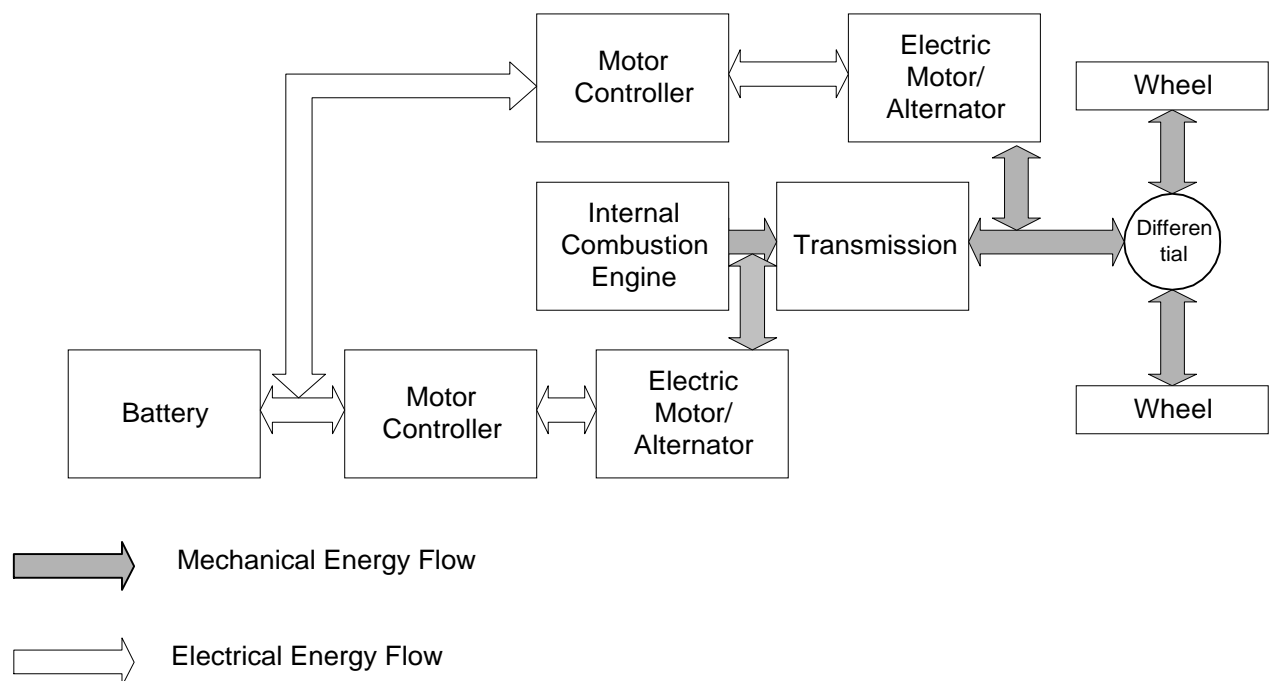 Motor
Controller
Electric
Motor/
Alternator
Wheel
Internal
Combustion
Engine
Transmission
Differen
tial
Battery
Motor
Controller
Electric
Motor/
Alternator
Wheel
Mechanical Energy Flow
Electrical Energy Flow